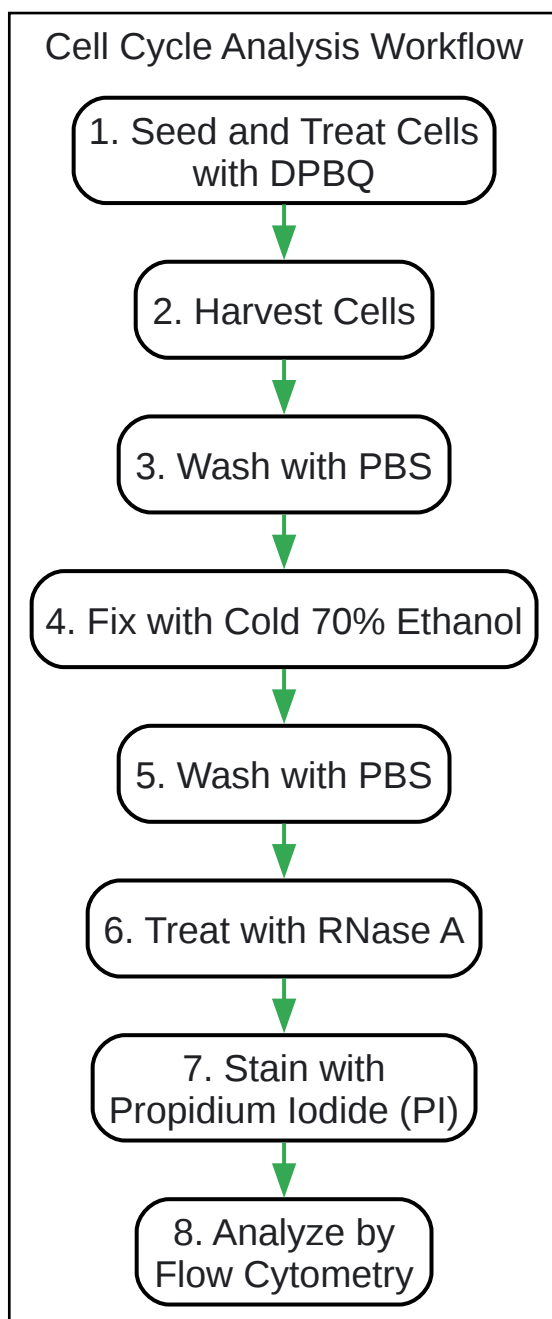 Cell Cycle Analysis Workflow
1. Seed and Treat Cells
with DPBQ
2. Harvest Cells
3. Wash with PBS
4. Fix with Cold 70% Ethanol
5. Wash with PBS
6. Treat with RNase A
7. Stain with
Propidium Iodide (PI)
8. Analyze by
Flow Cytometry